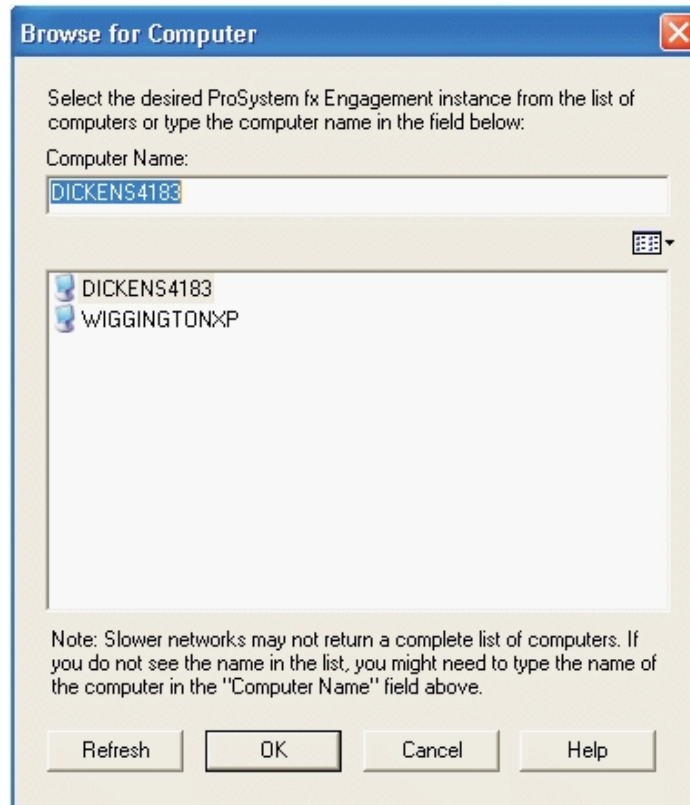 Browse for Computer
Select the desired ProSystem fx Engagement instance from the list of
computers or type the computer name in the field below:
Computer Name:
DICKENS4183
DICKENS4183
WIGGINGTONXP
Note: Slower networks may not return a complete list of computers. If
you do not see the name in the list, you might need to type the name of
the computer in the "Computer Name" field above.
Refresh OK Cancel Help